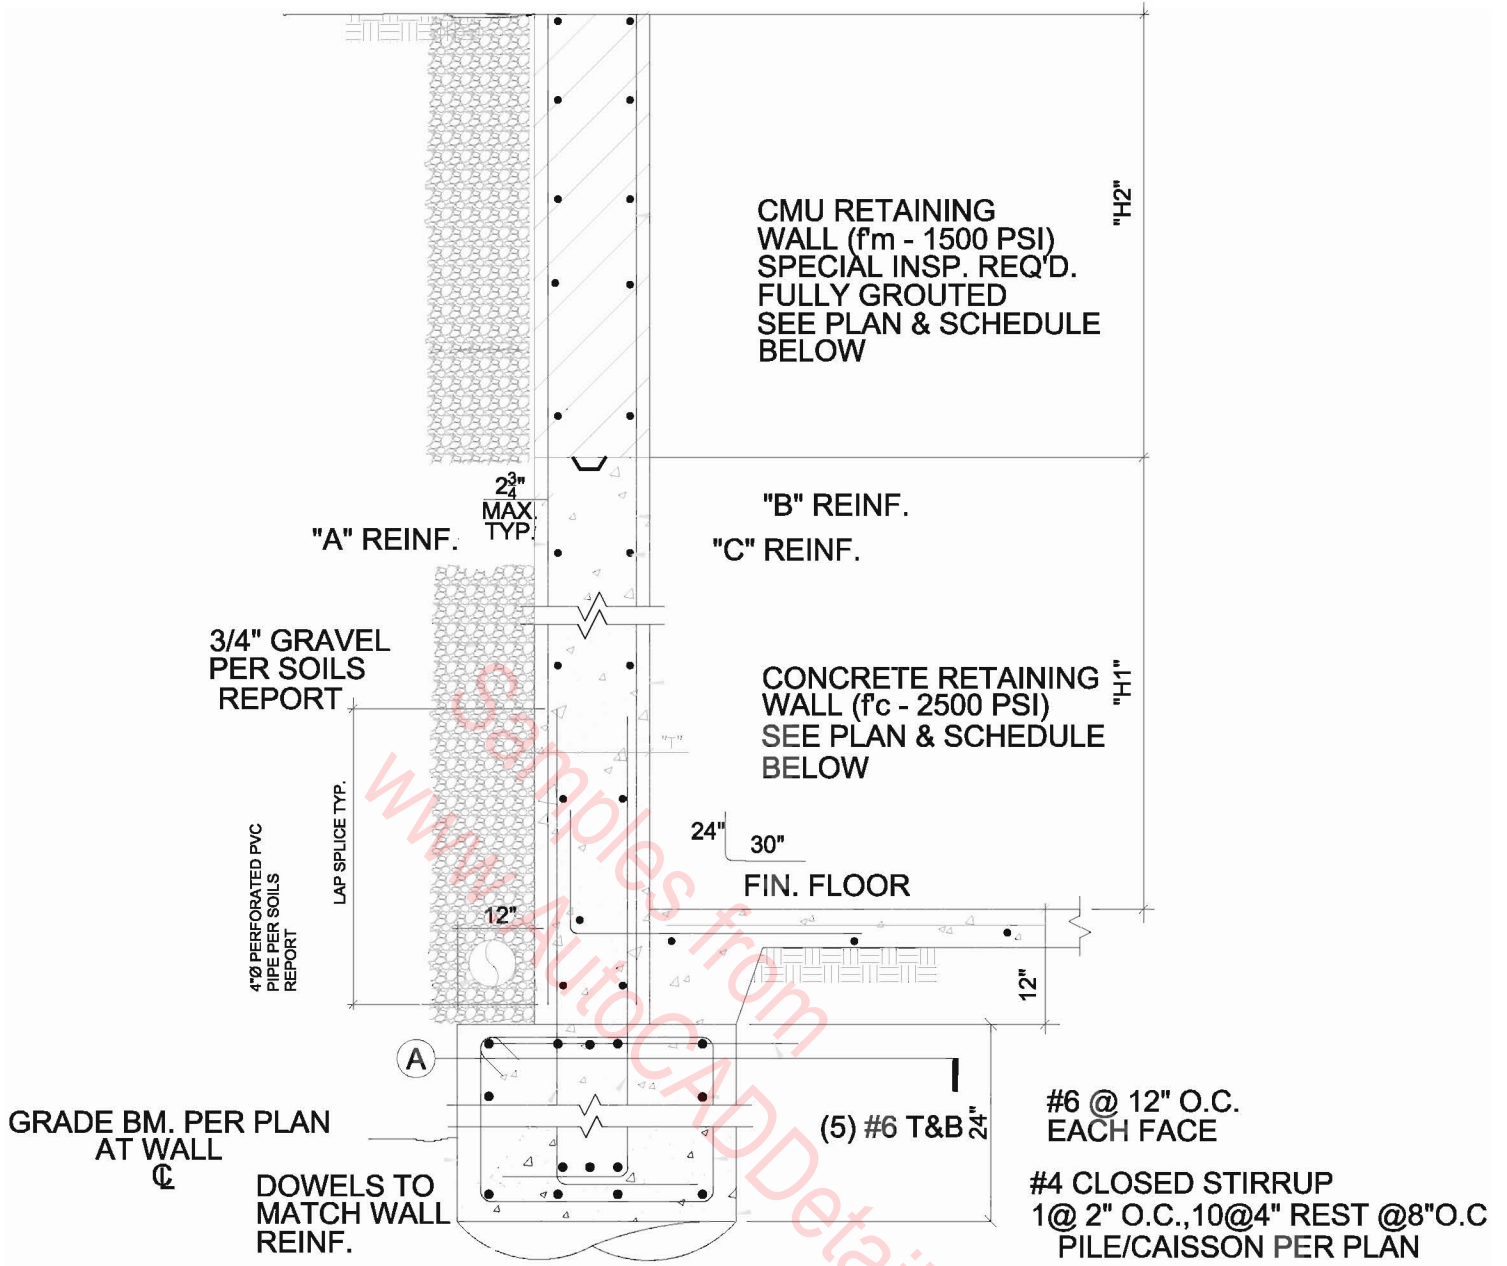 CMU RETAINING
WALL (f'm - 1500 PSI)
SPECIAL INSP. REQ'D.
FULLY GROUTED
SEE PLAN & SCHEDULE
BELOW
"H2"
2 3/4"
MAX.
TYP.
"A" REINF.
"B" REINF.
"C" REINF.
3/4" GRAVEL
PER SOILS
REPORT
CONCRETE RETAINING
WALL (f'c - 2500 PSI)
SEE PLAN & SCHEDULE
BELOW
"H1"
"T"
LAP SPLICE TYP.
4"Ø PERFORATED PVC
PIPE PER SOILS
REPORT
24"
30"
FIN. FLOOR
12"
12"
A
(5) #6 T&B
24"
#6 @ 12" O.C.
EACH FACE
GRADE BM. PER PLAN
AT WALL
℄
DOWELS TO
MATCH WALL
REINF.
#4 CLOSED STIRRUP
1@ 2" O.C.,10@4" REST @8"O.C
PILE/CAISSON PER PLAN
Samples from
www.AutoCADDetail